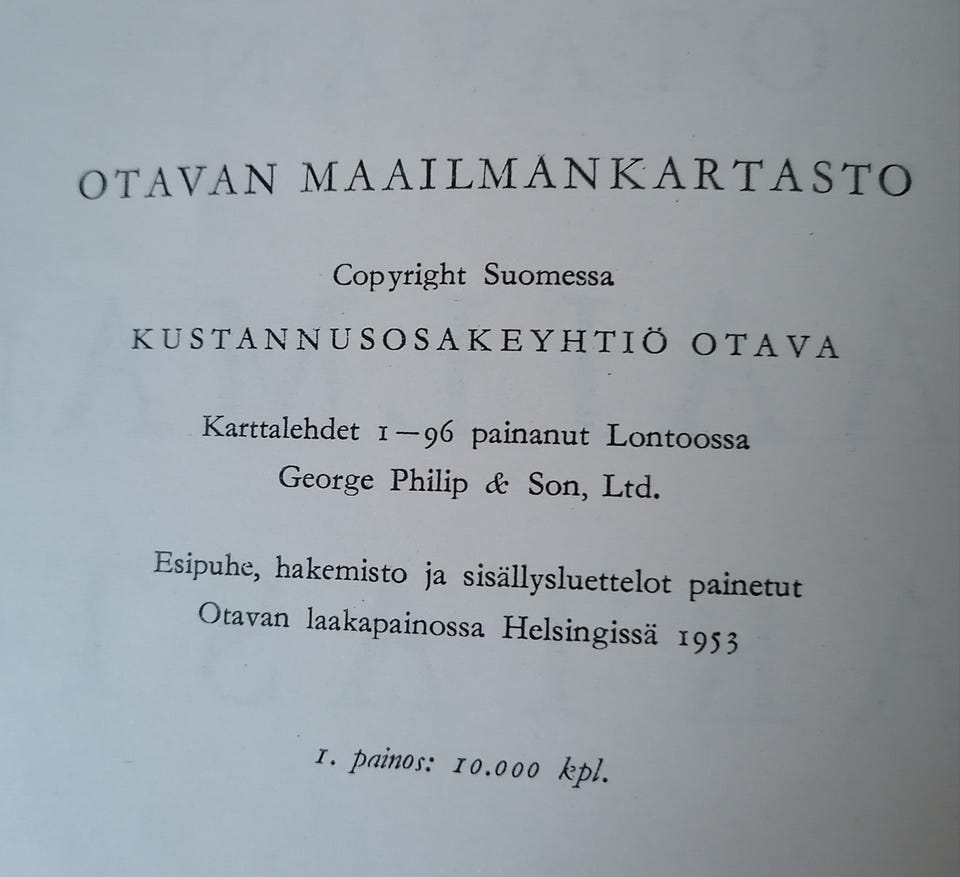 OTAVAN MAAILMANKARTASTO
Copyright Suomessa
KUSTANNUSOSAKEYHTIÖ OTAVA
Karttalehdet 1—96 painanut Lontoossa
George Philip & Son, Ltd.
Esipuhe, hakemisto ja sisällysluettelot painetut
Otavan laakapainossa Helsingissä 1953
1. painos: 10.000 kpl.